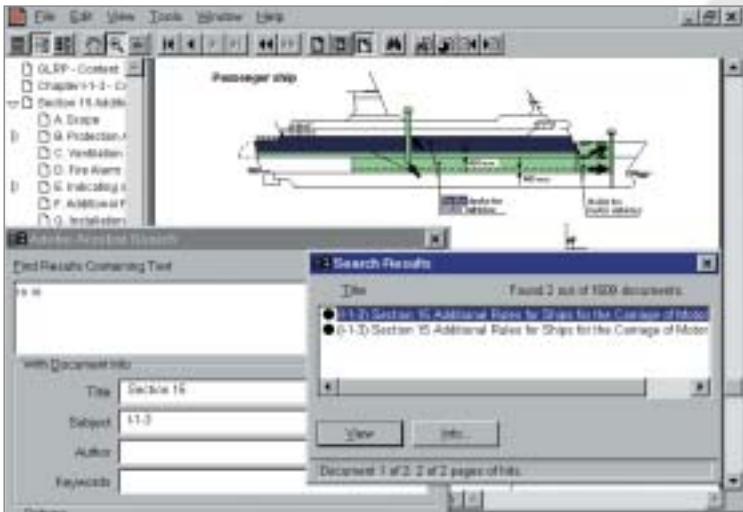 File Edit View Tools Window Help
GLRP - Content
Chapter I-1-3 - Co
Section 15 Additio
A. Scope
B. Protection A
C. Ventilation
D. Fire Alarm
E. Indicating s
F. Additional F
G. Installation
Passenger ship
Adobe Acrobat Search
Find Results Containing Text
With Document Info
Title Section 15
Subject I-1-3
Author
Keywords
Options
Search Results
Title Found 2 out of 1609 documents
(I-1-3) Section 15 Additional Rules for Ships for the Carriage of Motor
(I-1-3) Section 15 Additional Rules for Ships for the Carriage of Motor
View Info...
Document 1 of 2. 2 of 2 pages of hits.